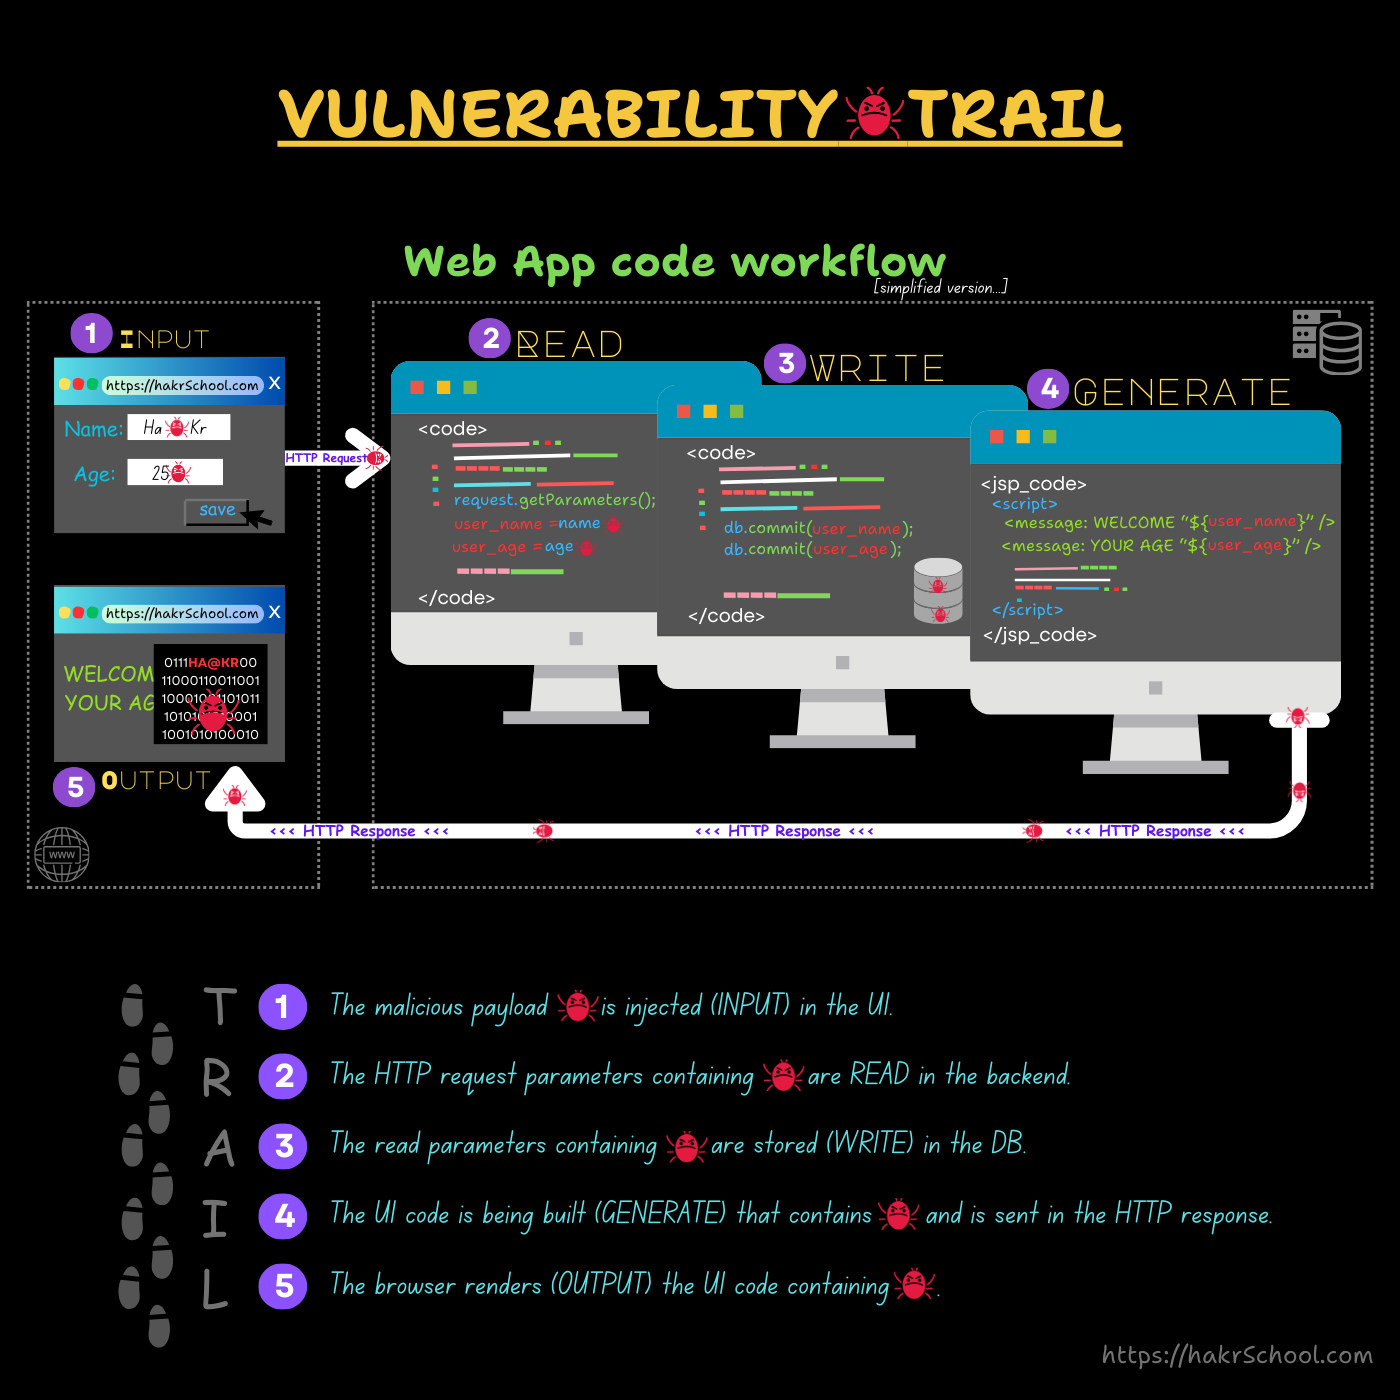 VULNERABILITY TRAIL
Web App code workflow
[simplified version...]
1 INPUT
https://hakrSchool.com X
Name: Ha Kr
Age: 25
save
HTTP Request
2 READ
<code>
request.getParameters();
user_name =name
user_age =age
</code>
3 WRITE
<code>
db.commit(user_name);
db.commit(user_age);
</code>
4 GENERATE
<jsp_code>
<script>
<message: WELCOME "${user_name}" />
<message: YOUR AGE "${user_age}" />
</script>
</jsp_code>
https://hakrSchool.com X
WELCOM
YOUR AG
0111HA@KR00
11000110011001
10001 101011
1010 001
1001010100010
5 OUTPUT
www
<<< HTTP Response <<<
<<< HTTP Response <<<
<<< HTTP Response <<<
T 1 The malicious payload is injected (INPUT) in the UI.
R 2 The HTTP request parameters containing are READ in the backend.
A 3 The read parameters containing are stored (WRITE) in the DB.
I 4 The UI code is being built (GENERATE) that contains and is sent in the HTTP response.
L 5 The browser renders (OUTPUT) the UI code containing .
https://hakrSchool.com